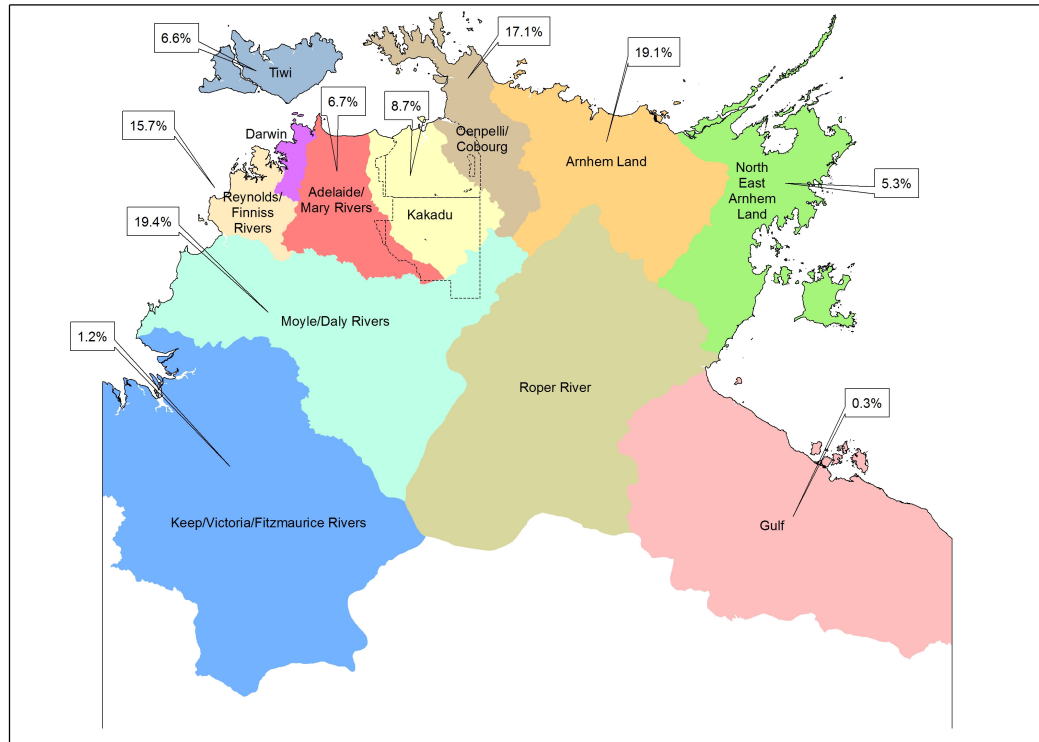 6.6%
17.1%
Tiwi
19.1%
6.7%
8.7%
15.7%
Darwin
Oenpelli/
Cobourg
Arnhem Land
North
East
Arnhem
Land
5.3%
Reynolds/
Finniss
Rivers
Adelaide/
Mary Rivers
Kakadu
19.4%
Moyle/Daly Rivers
1.2%
Roper River
0.3%
Keep/Victoria/Fitzmaurice Rivers
Gulf